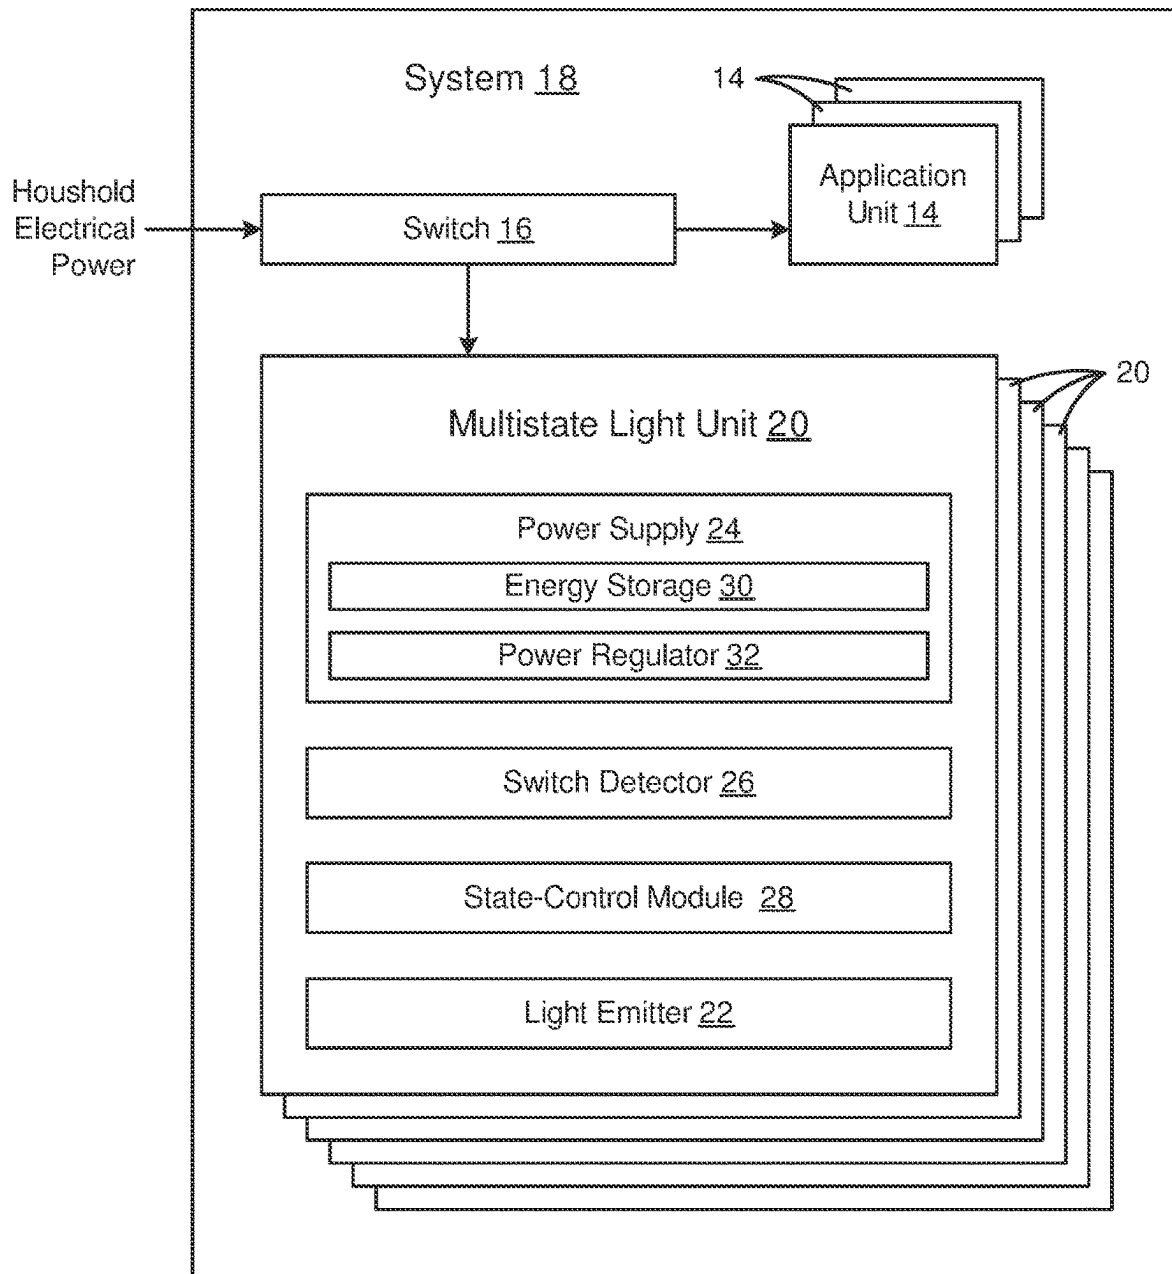 System 18
14
Houshold
Electrical
Power
Switch 16
Application
Unit 14
20
Multistate Light Unit 20
Power Supply 24
Energy Storage 30
Power Regulator 32
Switch Detector 26
State-Control Module 28
Light Emitter 22